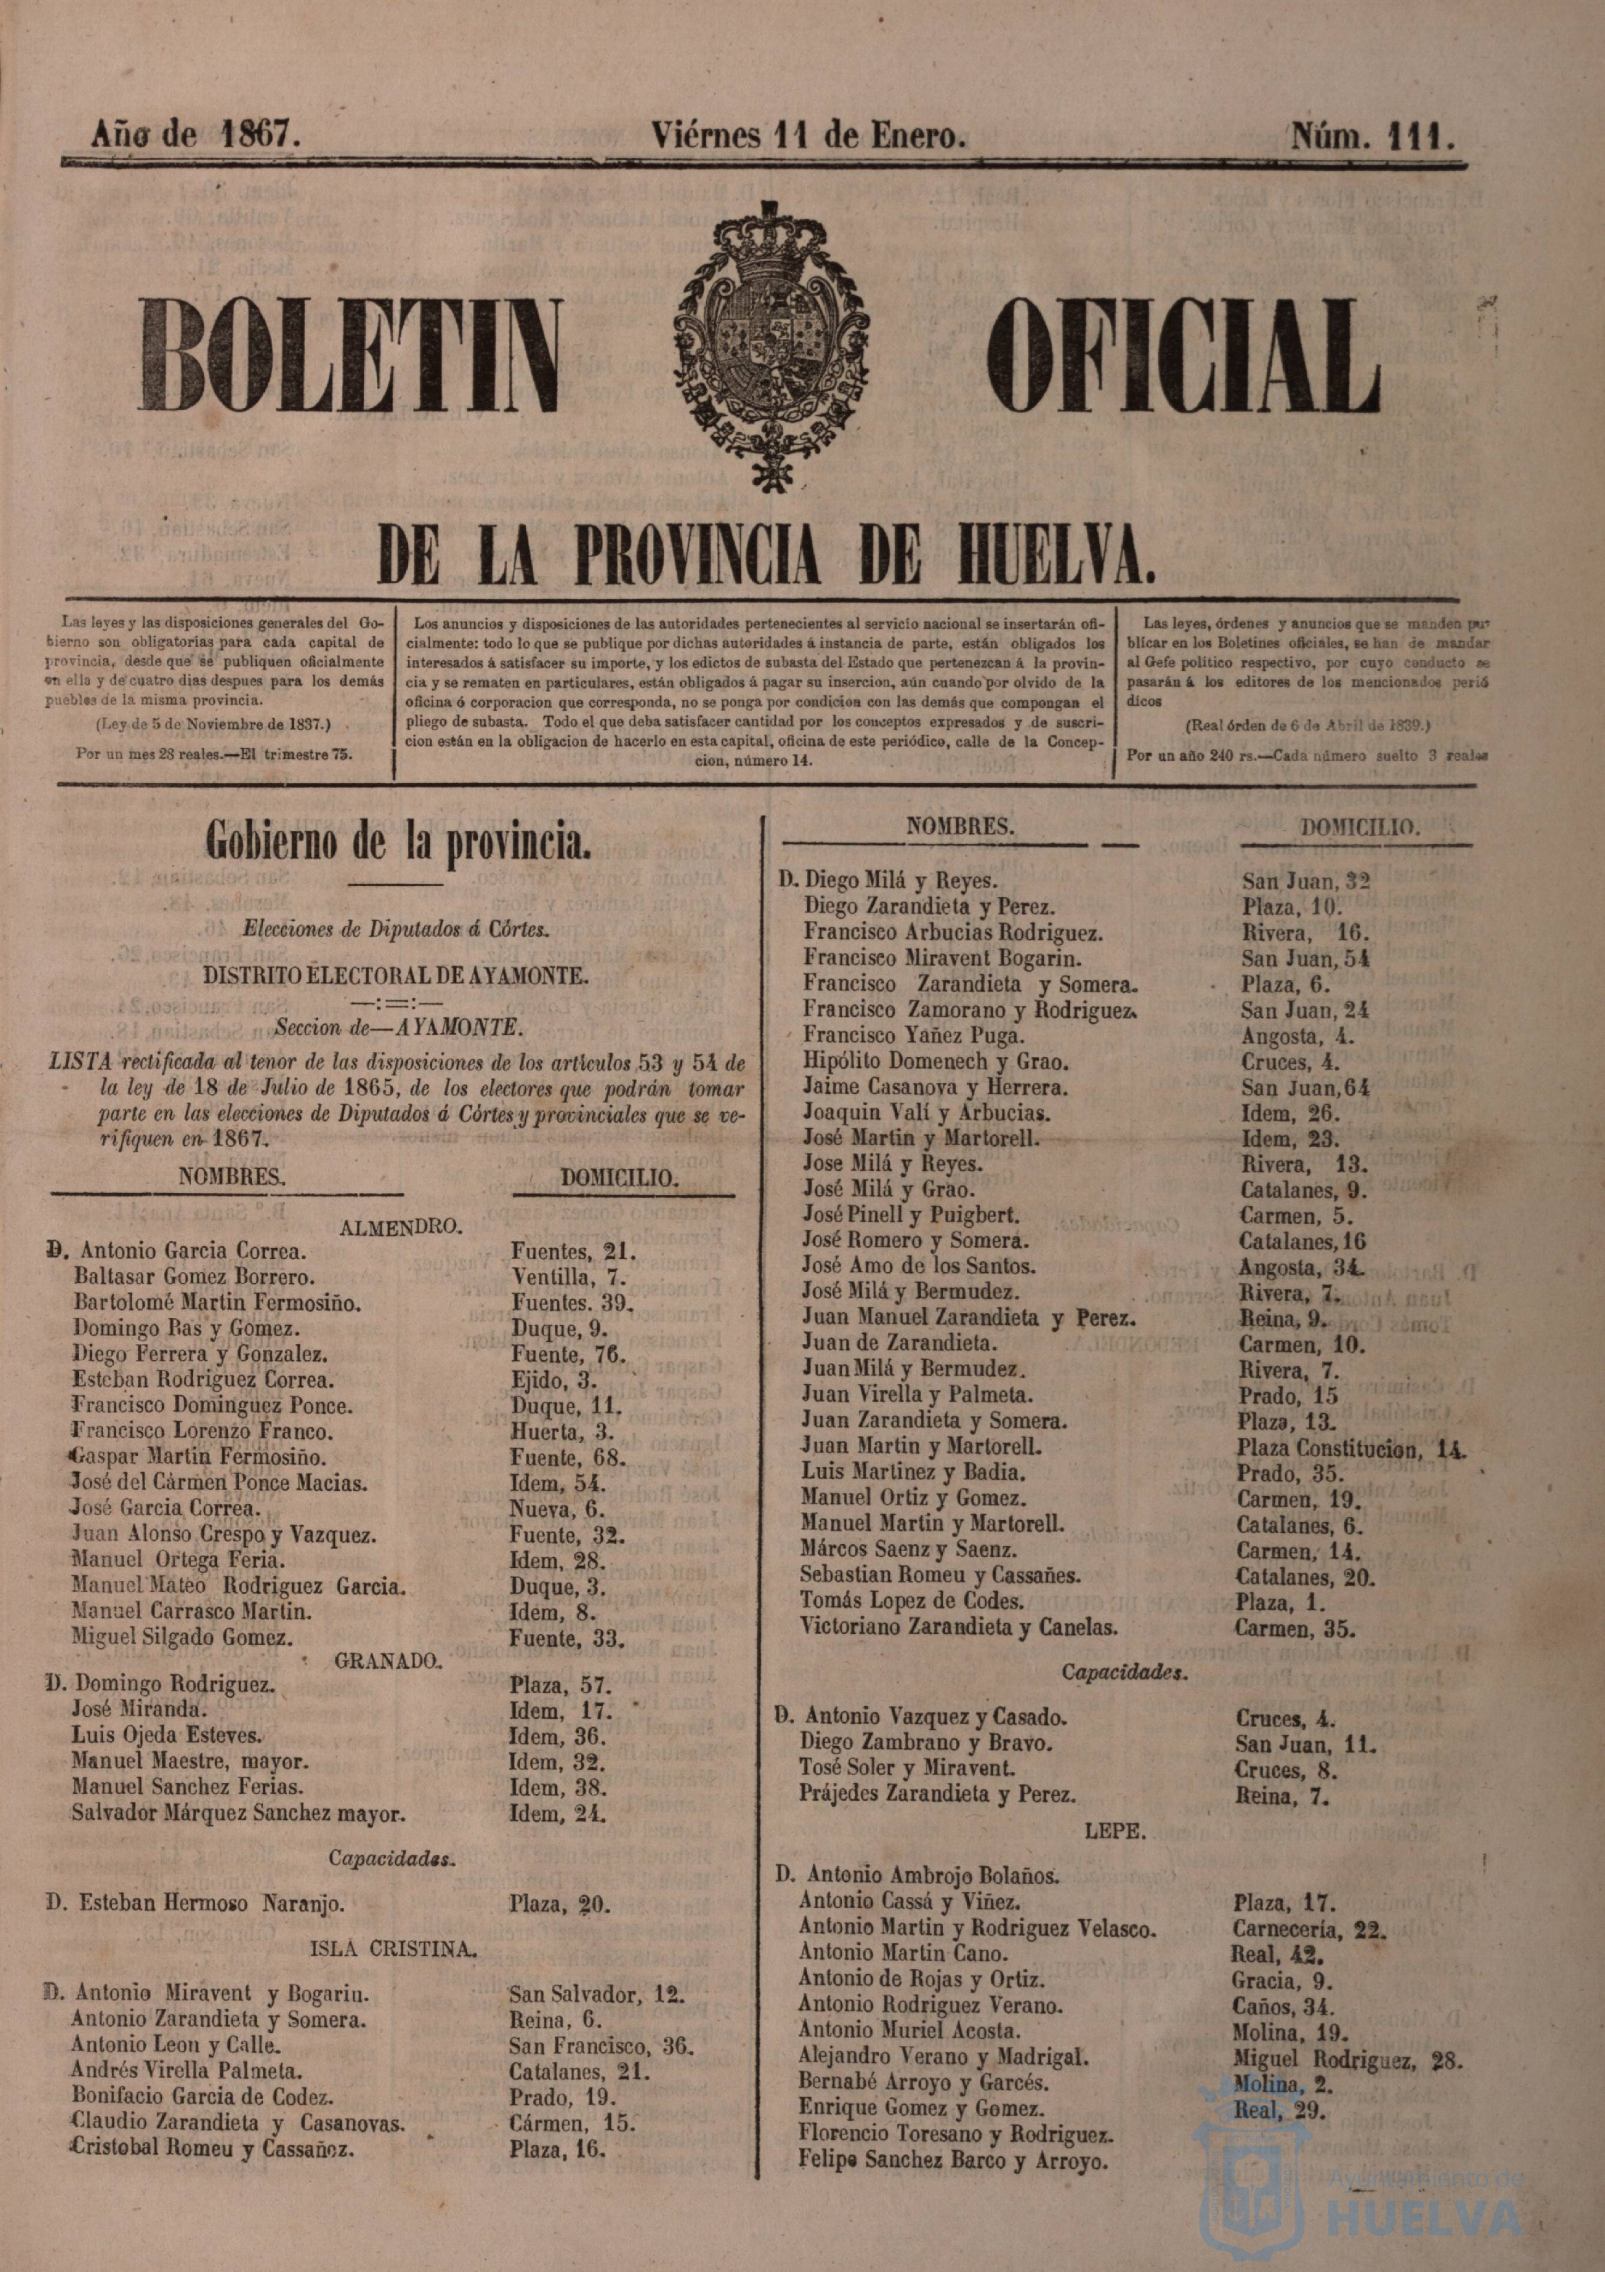 Año de 1867.
Viérnes 11 de Enero.
Núm. 111.
BOLETIN OFICIAL
DE LA PROVINCIA DE HUELVA.
Las leyes y las disposiciones generales del Go-
bierno son obligatorias para cada capital de
provincia, desde que se publiquen oficialmente
en ella y de cuatro dias despues para los demás
pueblos de la misma provincia.
(Ley de 5 de Noviembre de 1837.)
Por un mes 28 reales.—El trimestre 75.
Los anuncios y disposiciones de las autoridades pertenecientes al servicio nacional se insertarán ofi-
cialmente: todo lo que se publique por dichas autoridades á instancia de parte, están obligados los
interesados á satisfacer su importe, y los edictos de subasta del Estado que pertenezcan á la provin-
cia y se rematen en particulares, están obligados á pagar su insercion, aún cuando por olvido de la
oficina ó corporacion que corresponda, no se ponga por condicion con las demás que compongan el
pliego de subasta. Todo el que deba satisfacer cantidad por los conceptos expresados y de suscri-
cion están en la obligacion de hacerlo en esta capital, oficina de este periódico, calle de la Concep-
cion, número 14.
Las leyes, órdenes y anuncios que se manden pu-
blicar en los Boletines oficiales, se han de mandar
al Gefe político respectivo, por cuyo conducto se
pasarán á los editores de los mencionados perió
dicos
(Real órden de 6 de Abril de 1839.)
Por un año 240 rs.—Cada número suelto 3 reales
Gobierno de la provincia.
Elecciones de Diputados á Córtes.
DISTRITO ELECTORAL DE AYAMONTE.
Seccion de—AYAMONTE.
LISTA rectificada al tenor de las disposiciones de los artículos 53 y 54 de
la ley de 18 de Julio de 1865, de los electores que podrán tomar
parte en las elecciones de Diputados á Córtes y provinciales que se ve-
rifiquen en 1867.
NOMBRES. DOMICILIO.
ALMENDRO.
D. Antonio Garcia Correa. Fuentes, 21.
Baltasar Gomez Borrero. Ventilla, 7.
Bartolomé Martin Fermosiño. Fuentes. 39.
Domingo Ras y Gomez. Duque, 9.
Diego Ferrera y Gonzalez. Fuente, 76.
Esteban Rodriguez Correa. Ejido, 3.
Francisco Dominguez Ponce. Duque, 11.
Francisco Lorenzo Franco. Huerta, 3.
Gaspar Martin Fermosiño. Fuente, 68.
José del Cármen Ponce Macias. Idem, 54.
José Garcia Correa. Nueva, 6.
Juan Alonso Crespo y Vazquez. Fuente, 32.
Manuel Ortega Feria. Idem, 28.
Manuel Mateo Rodriguez Garcia. Duque, 3.
Manuel Carrasco Martin. Idem, 8.
Miguel Silgado Gomez. Fuente, 33.
GRANADO.
D. Domingo Rodriguez. Plaza, 57.
José Miranda. Idem, 17.
Luis Ojeda Esteves. Idem, 36.
Manuel Maestre, mayor. Idem, 32.
Manuel Sanchez Ferias. Idem, 38.
Salvador Márquez Sanchez mayor. Idem, 24.
Capacidades.
D. Esteban Hermoso Naranjo. Plaza, 20.
ISLA CRISTINA.
D. Antonio Miravent y Bogarin. San Salvador, 12.
Antonio Zarandieta y Somera. Reina, 6.
Antonio Leon y Calle. San Francisco, 36.
Andrés Virella Palmeta. Catalanes, 21.
Bonifacio Garcia de Codez. Prado, 19.
Claudio Zarandieta y Casanovas. Cármen, 15.
Cristobal Romeu y Cassañez. Plaza, 16.
NOMBRES. DOMICILIO.
D. Diego Milá y Reyes. San Juan, 32
Diego Zarandieta y Perez. Plaza, 10.
Francisco Arbucias Rodriguez. Rivera, 16.
Francisco Miravent Bogarin. San Juan, 54
Francisco Zarandieta y Somera. Plaza, 6.
Francisco Zamorano y Rodriguez. San Juan, 24
Francisco Yañez Puga. Angosta, 4.
Hipólito Domenech y Grao. Cruces, 4.
Jaime Casanova y Herrera. San Juan, 64
Joaquin Valí y Arbucias. Idem, 26.
José Martin y Martorell. Idem, 23.
Jose Milá y Reyes. Rivera, 13.
José Milá y Grao. Catalanes, 9.
José Pinell y Puigbert. Carmen, 5.
José Romero y Somera. Catalanes, 16
José Amo de los Santos. Angosta, 34.
José Milá y Bermudez. Rivera, 7.
Juan Manuel Zarandieta y Perez. Reina, 9.
Juan de Zarandieta. Carmen, 10.
Juan Milá y Bermudez. Rivera, 7.
Juan Virella y Palmeta. Prado, 15
Juan Zarandieta y Somera. Plaza, 13.
Juan Martin y Martorell. Plaza Constitucion, 14.
Luis Martinez y Badia. Prado, 35.
Manuel Ortiz y Gomez. Carmen, 19.
Manuel Martin y Martorell. Catalanes, 6.
Márcos Saenz y Saenz. Carmen, 14.
Sebastian Romeu y Cassañes. Catalanes, 20.
Tomás Lopez de Codes. Plaza, 1.
Victoriano Zarandieta y Canelas. Carmen, 35.
Capacidades.
D. Antonio Vazquez y Casado. Cruces, 4.
Diego Zambrano y Bravo. San Juan, 11.
Tosé Soler y Miravent. Cruces, 8.
Prájedes Zarandieta y Perez. Reina, 7.
LEPE.
D. Antonio Ambrojo Bolaños.
Antonio Cassá y Viñez. Plaza, 17.
Antonio Martin y Rodriguez Velasco. Carnecería, 22.
Antonio Martin Cano. Real, 42.
Antonio de Rojas y Ortiz. Gracia, 9.
Antonio Rodriguez Verano. Caños, 34.
Antonio Muriel Acosta. Molina, 19.
Alejandro Verano y Madrigal. Miguel Rodriguez, 28.
Bernabé Arroyo y Garcés. Molina, 2.
Enrique Gomez y Gomez. Real, 29.
Florencio Toresano y Rodriguez.
Felipe Sanchez Barco y Arroyo.
Ayuntamiento de
HUELVA